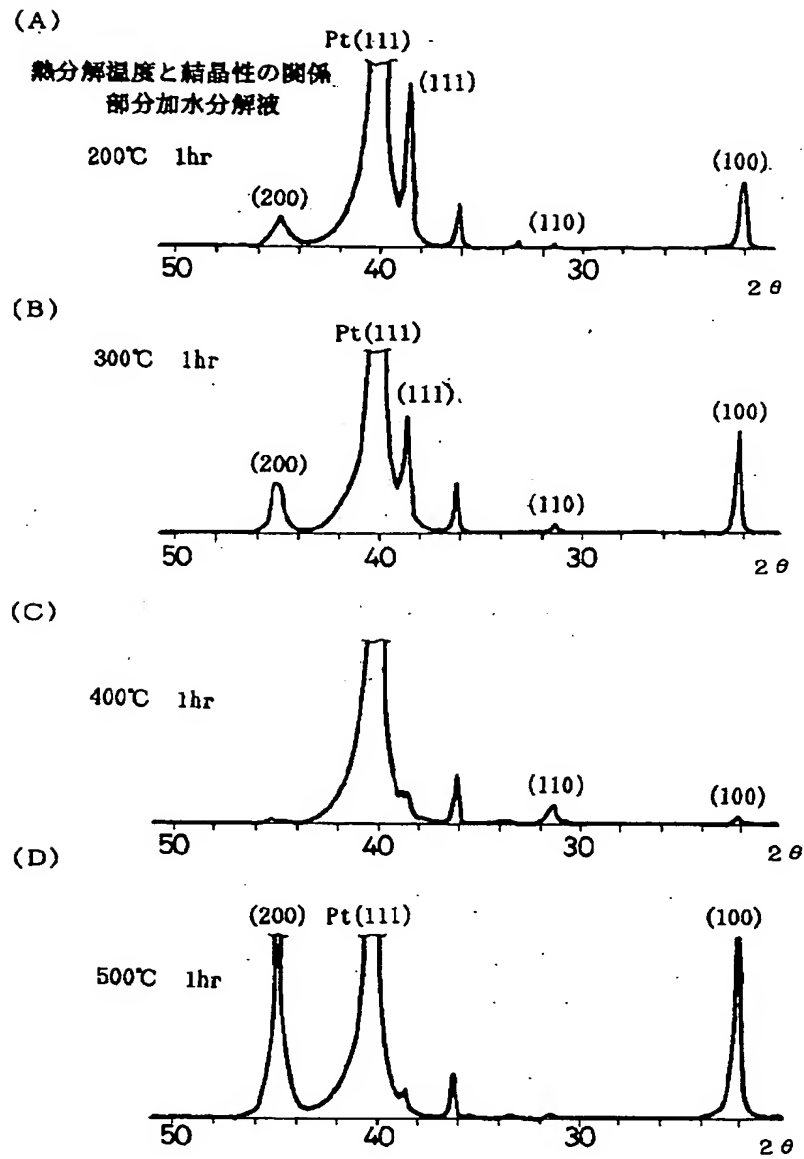 (A)
Pt(111)
熱分解温度と結晶性の関係
(111)
部分加水分解液
200℃ 1hr
(100)
(200)
(110)
50 40 30
2θ
(B)
Pt(111)
300℃ 1hr
(111)
(100)
(200)
(110)
50 40 30
2θ
(C)
400℃ 1hr
(110)
(100)
50 40 30
2θ
(D)
(200) Pt(111) (100)
500℃ 1hr
50 40 30
2θ